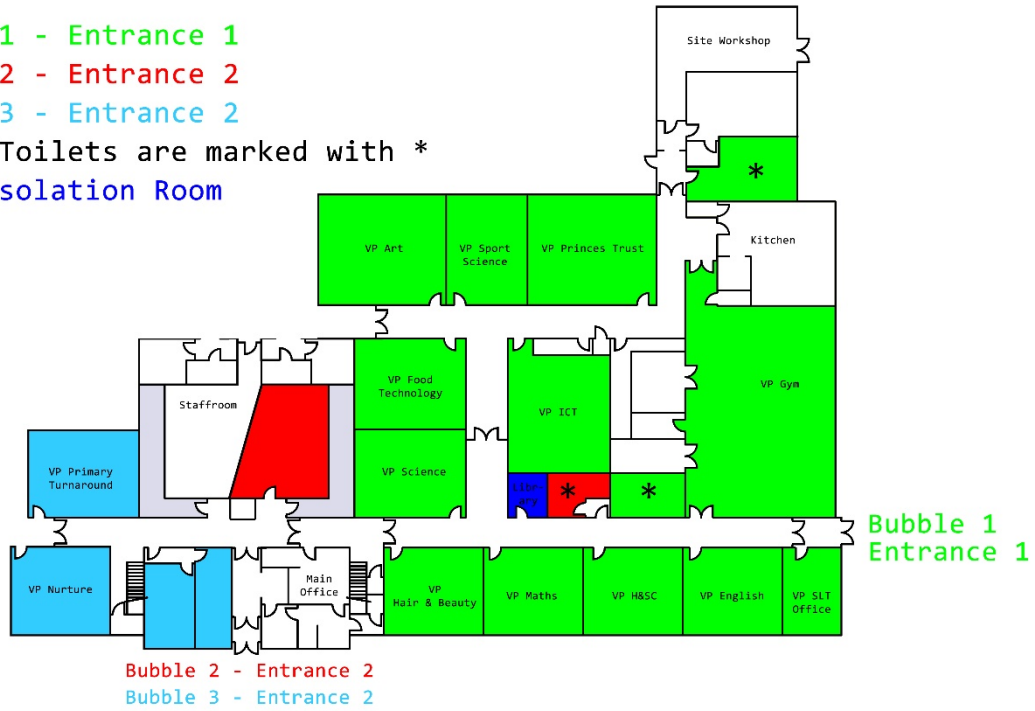 1 - Entrance 1
2 - Entrance 2
3 - Entrance 2
Toilets are marked with *
solation Room
Site Workshop
*
VP Art
VP Sport
Science
VP Princes Trust
Kitchen
VP Food
Technology
VP ICT
VP Gym
Staffroom
VP Primary
Turnaround
VP Science
Libr-
ary
*
*
Bubble 1
Entrance 1
VP Nurture
Main
Office
VP
Hair & Beauty
VP Maths
VP H&SC
VP English
VP SLT
Office
Bubble 2 - Entrance 2
Bubble 3 - Entrance 2